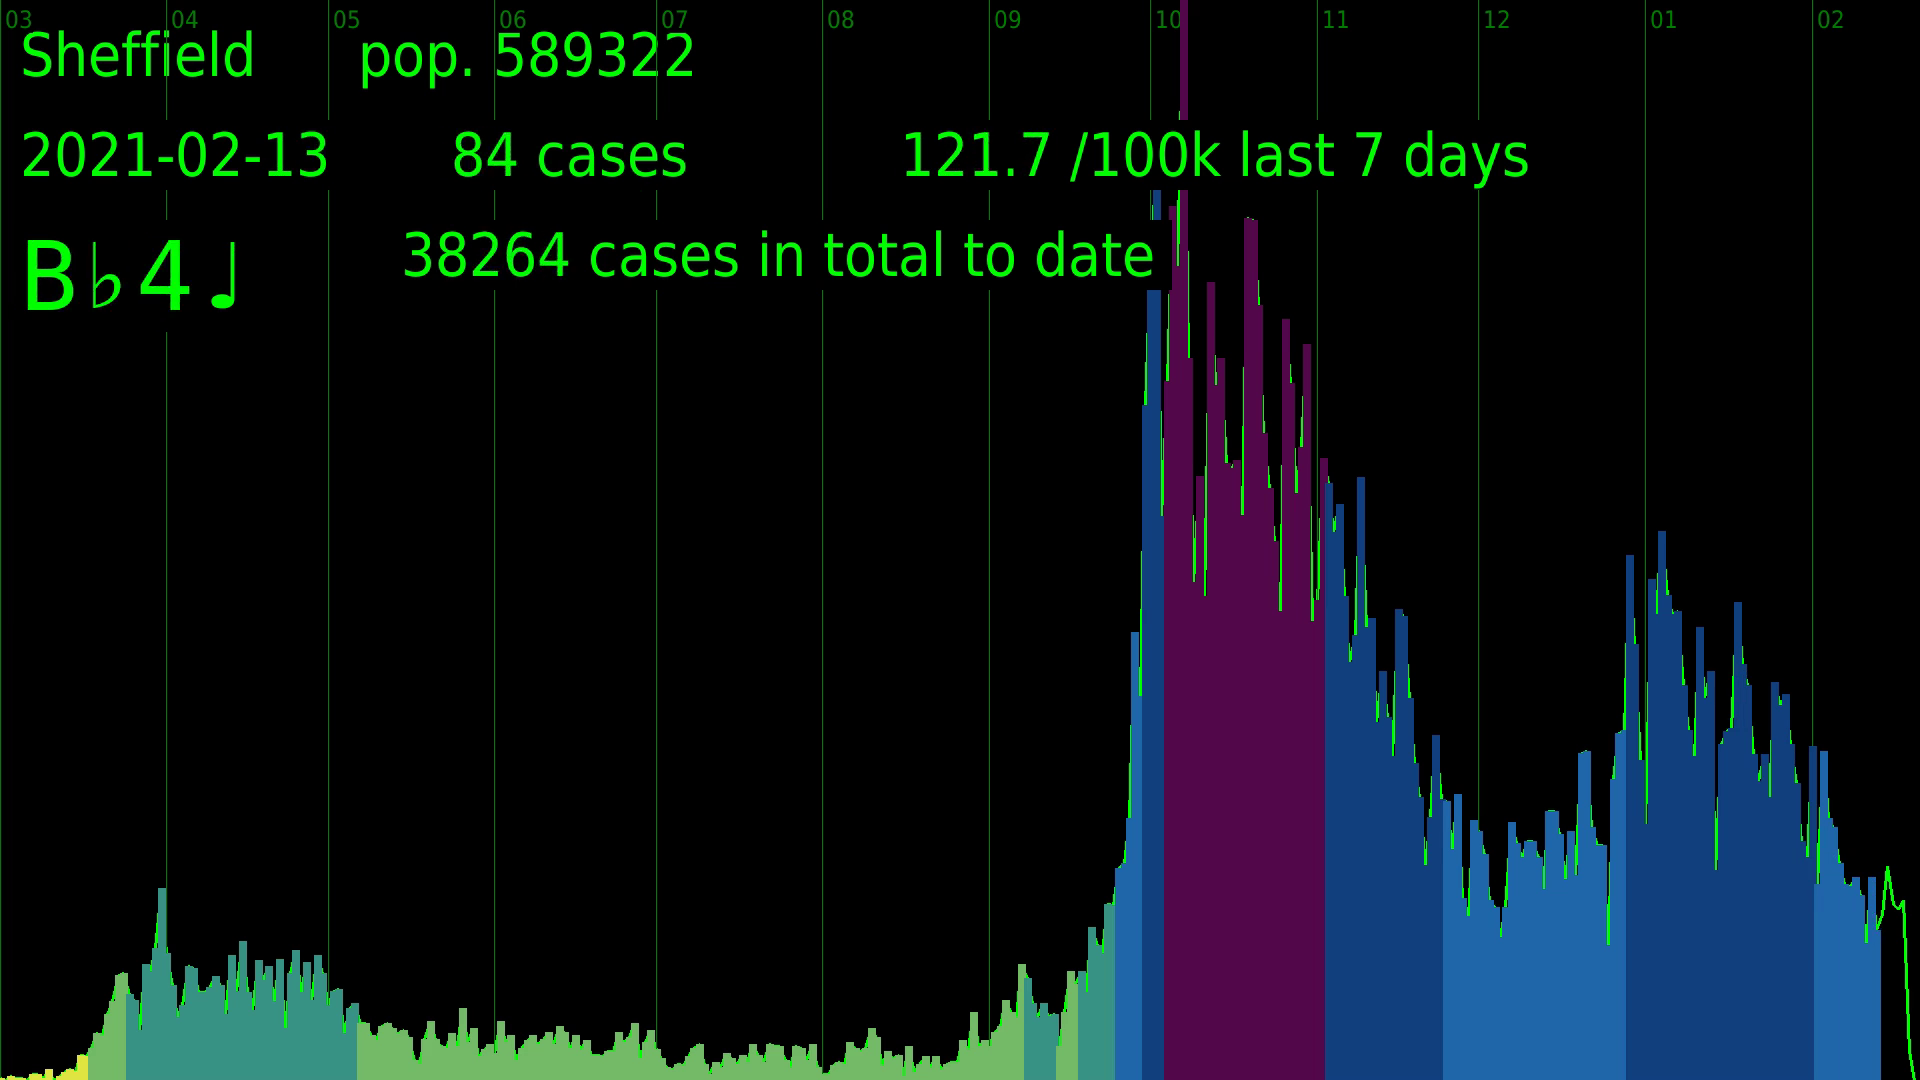 03 04 05 06 07 08 09 10 11 12 01 02
Sheffield pop. 589322
2021-02-13 84 cases 121.7 /100k last 7 days
38264 cases in total to date
B♭4♩